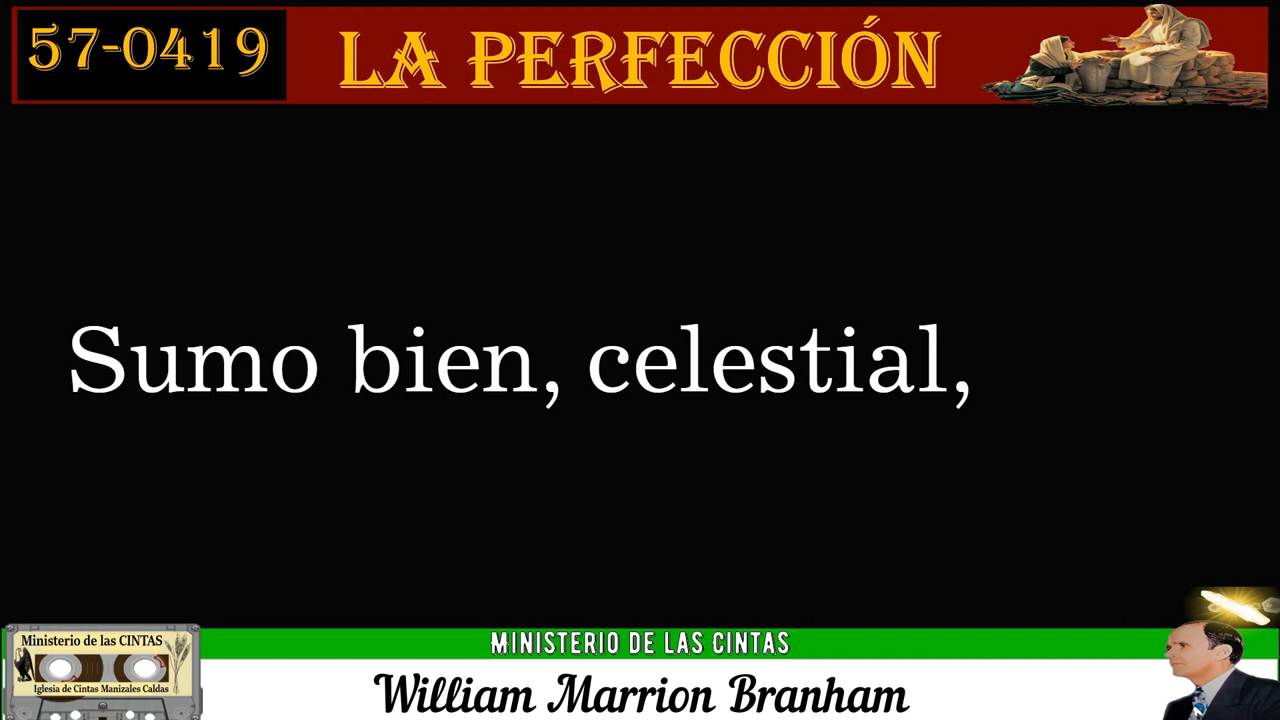 57-0419
LA PERFECCIÓN
Sumo bien, celestial,
MINISTERIO DE LAS CINTAS
Ministerio de las CINTAS
Iglesia de Cintas Manizales Caldas
William Marrion Branham